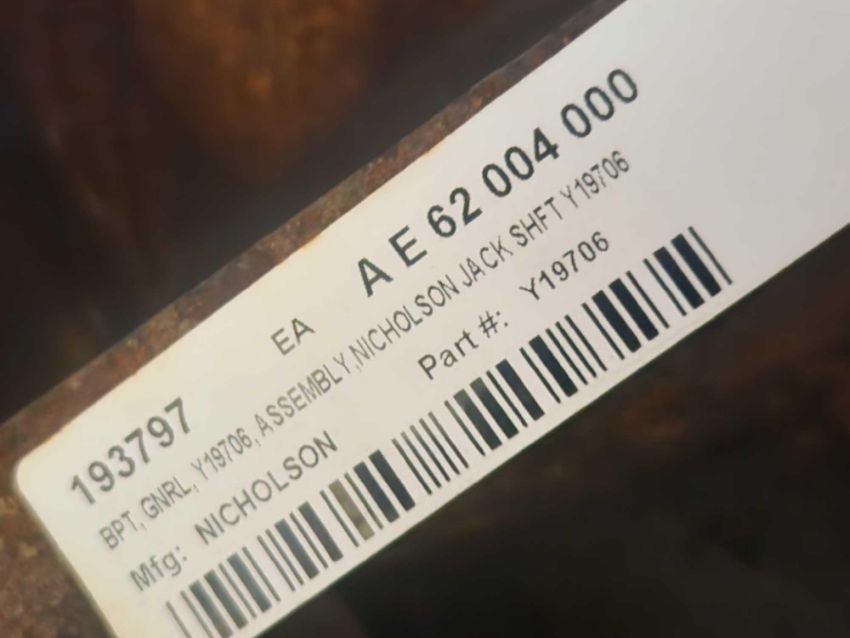 193797 EA A E 62 004 000
BPT, GNRL, Y19706, ASSEMBLY,NICHOLSON JACK SHFT Y19706
Mfg: NICHOLSON Part #: Y19706